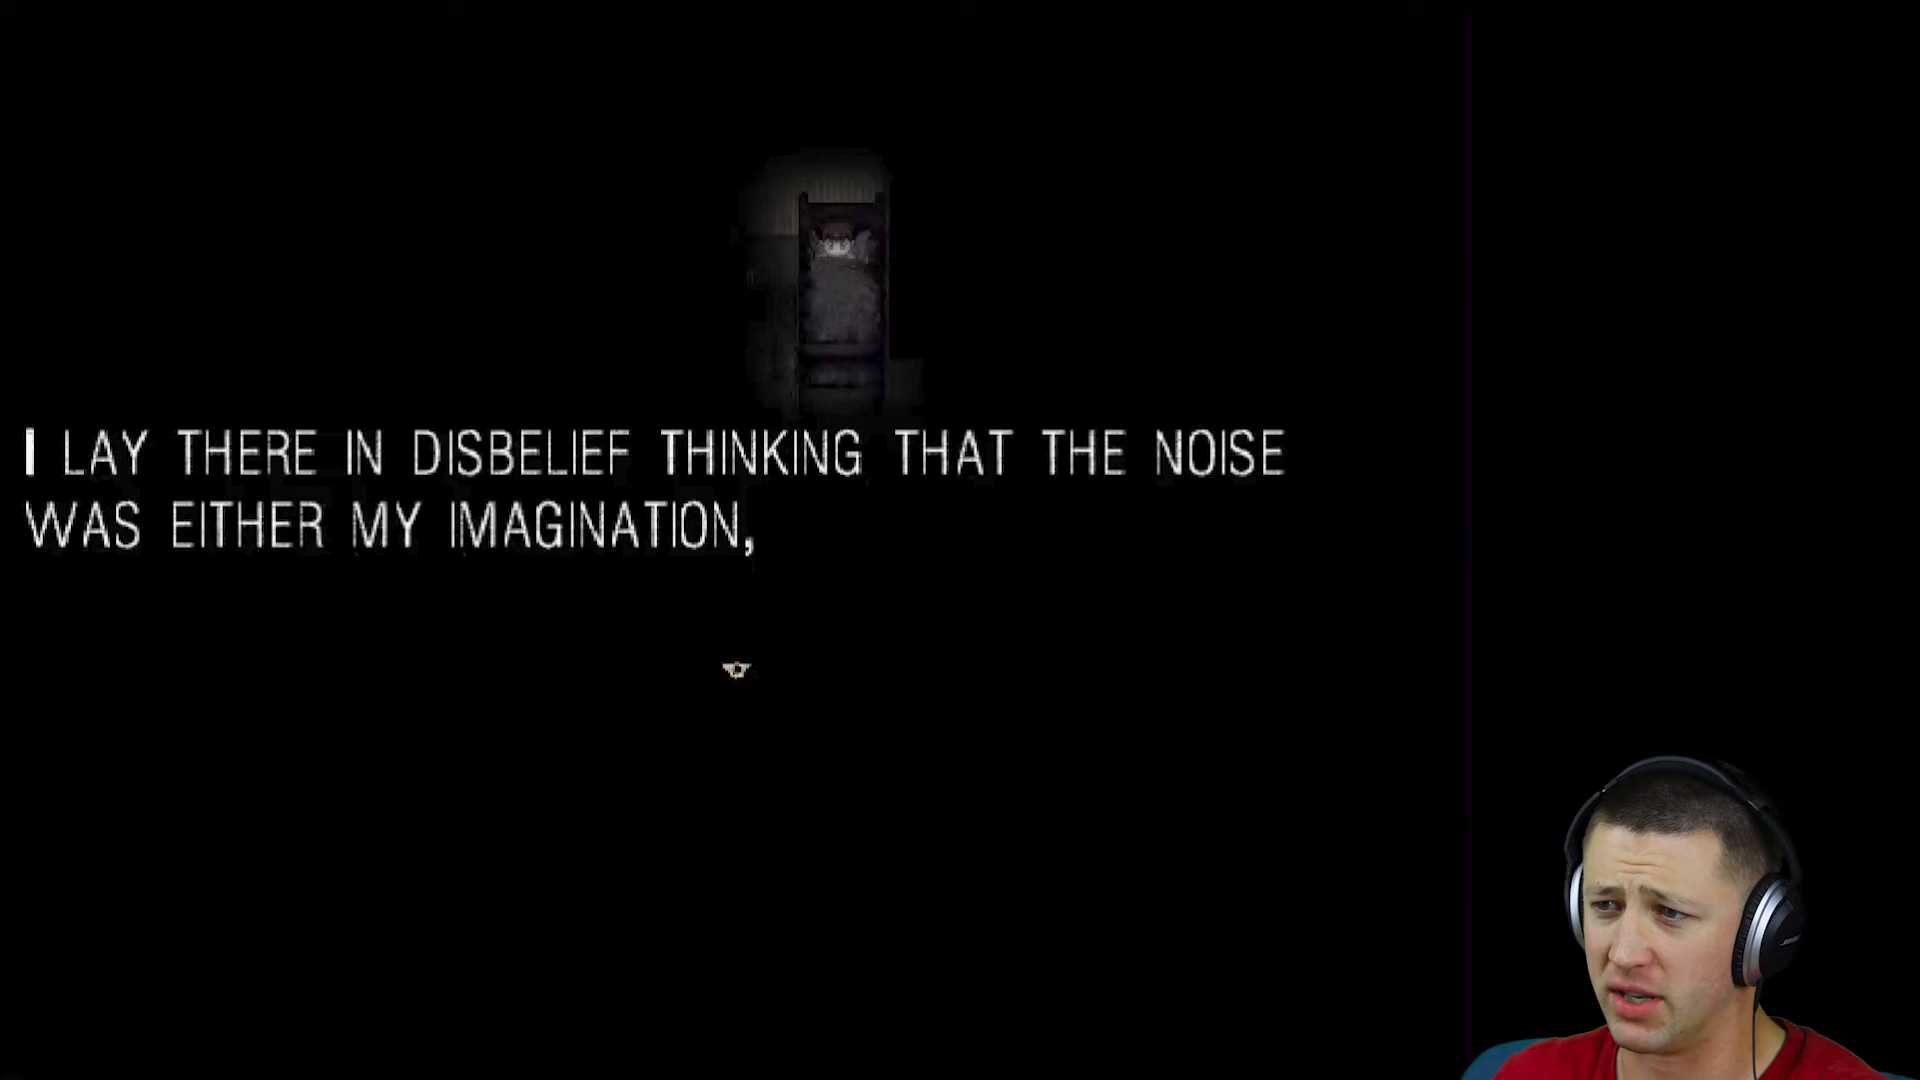 I LAY THERE IN DISBELIEF THINKING THAT THE NOISE
WAS EITHER MY IMAGINATION,